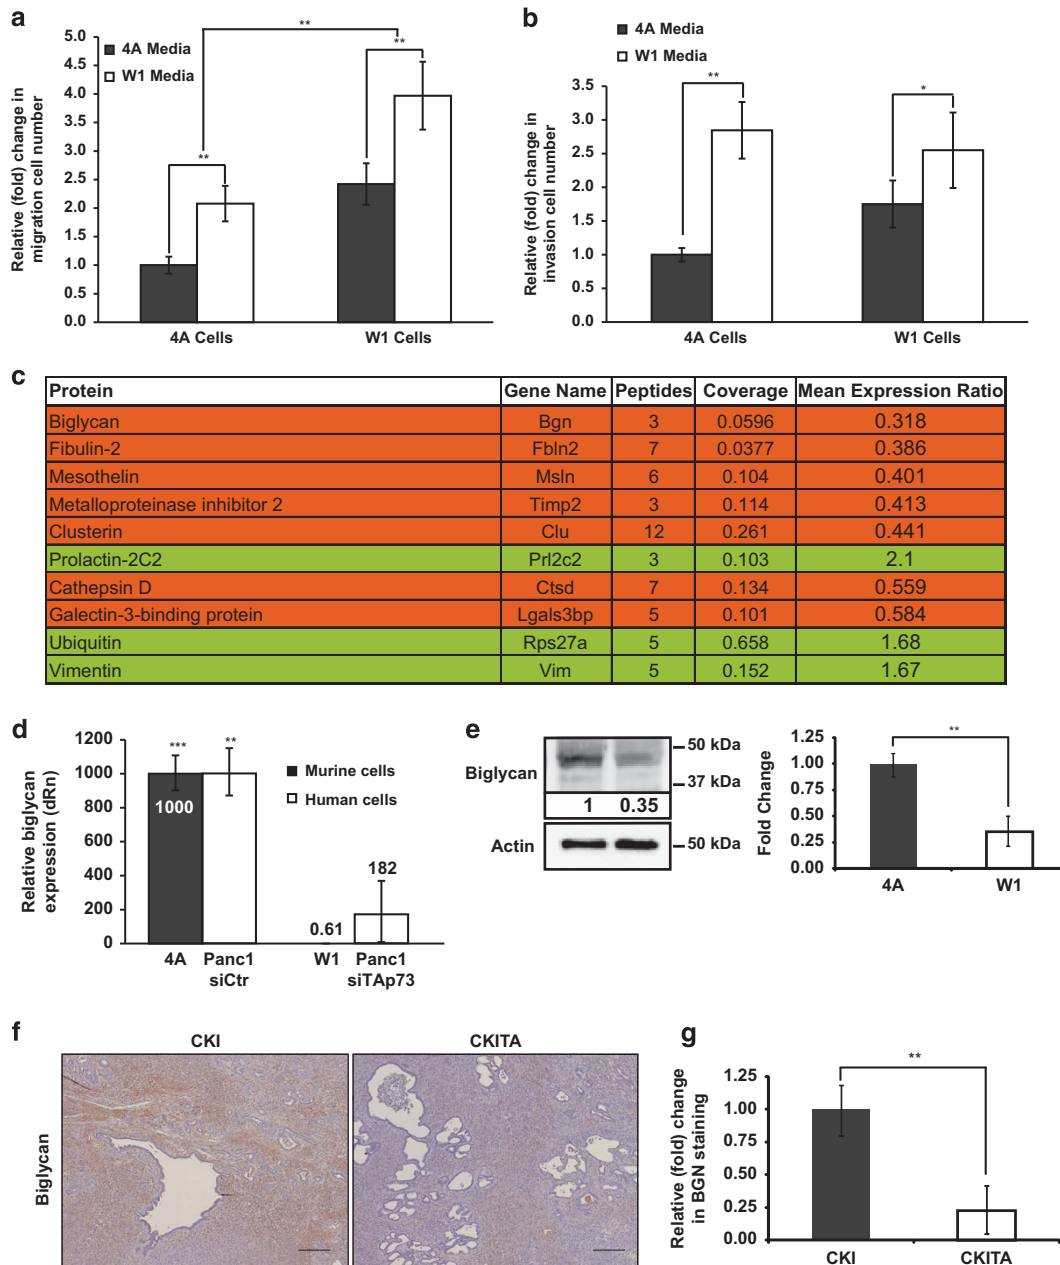 a
Relative (fold) change in
migration cell number
5.0
4.5
4.0
3.5
3.0
2.5
2.0
1.5
1.0
0.5
0.0
4A Media
W1 Media
**
**
**
4A Cells
W1 Cells
b
Relative (fold) change in
invasion cell number
4A Media
W1 Media
3.5
3.0
2.5
2.0
1.5
1.0
0.5
0.0
**
*
4A Cells
W1 Cells
c
Protein Gene Name Peptides Coverage Mean Expression Ratio
Biglycan Bgn 3 0.0596 0.318
Fibulin-2 Fbln2 7 0.0377 0.386
Mesothelin Msln 6 0.104 0.401
Metalloproteinase inhibitor 2 Timp2 3 0.114 0.413
Clusterin Clu 12 0.261 0.441
Prolactin-2C2 Prl2c2 3 0.103 2.1
Cathepsin D Ctsd 7 0.134 0.559
Galectin-3-binding protein Lgals3bp 5 0.101 0.584
Ubiquitin Rps27a 5 0.658 1.68
Vimentin Vim 5 0.152 1.67
d
Relative biglycan
expression (dRn)
1200
1000
800
600
400
200
0
***
**
1000
0.61
182
Murine cells
Human cells
4A
Panc1
siCtr
W1
Panc1
siTAp73
e
Biglycan
1 0.35
Actin
50 kDa
37 kDa
50 kDa
Fold Change
1.25
1.00
0.75
0.50
0.25
0.00
**
4A
W1
f
CKI
CKITA
Biglycan
g
Relative (fold) change
in BGN staining
1.25
1.00
0.75
0.50
0.25
0.00
**
CKI
CKITA